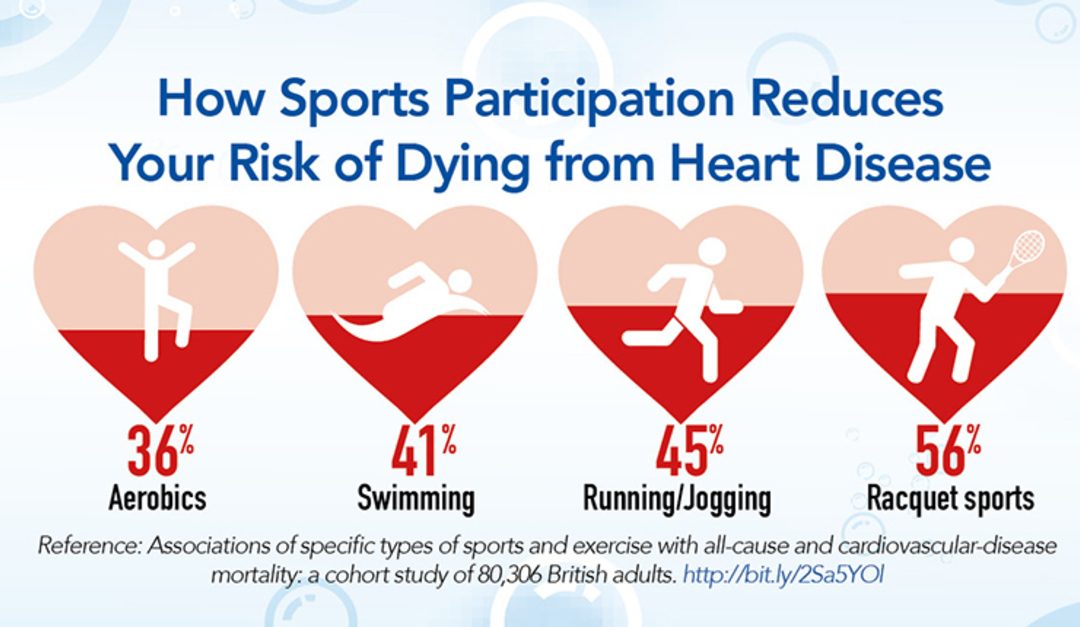 How Sports Participation Reduces
Your Risk of Dying from Heart Disease
36%
Aerobics
41%
Swimming
45%
Running/Jogging
56%
Racquet sports
Reference: Associations of specific types of sports and exercise with all-cause and cardiovascular-disease
mortality: a cohort study of 80,306 British adults. http://bit.ly/2Sa5YOl